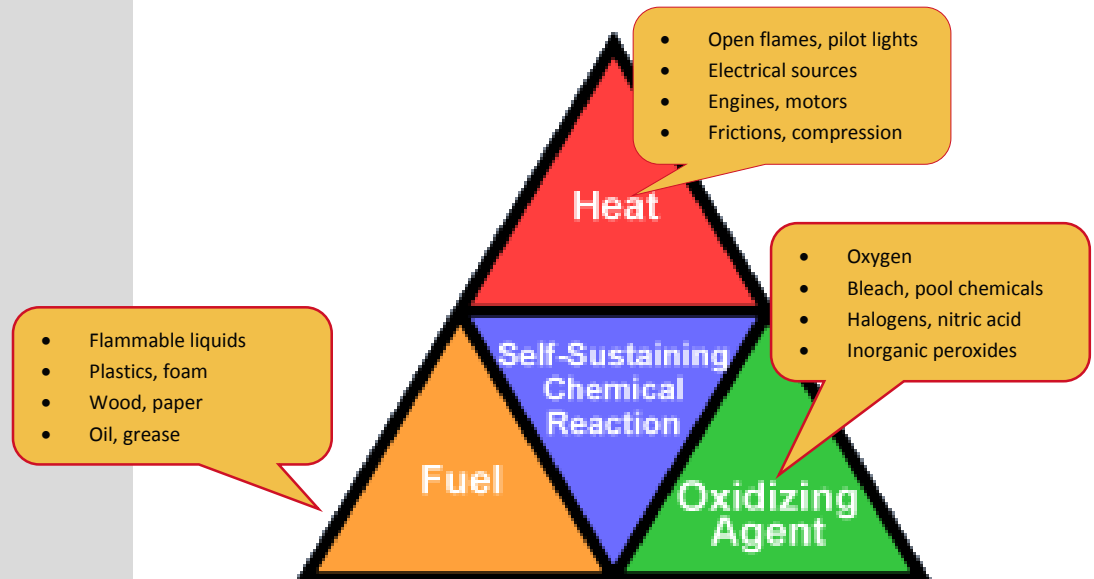 • Open flames, pilot lights
• Electrical sources
• Engines, motors
• Frictions, compression
Heat
• Oxygen
• Bleach, pool chemicals
• Halogens, nitric acid
• Inorganic peroxides
• Flammable liquids
• Plastics, foam
• Wood, paper
• Oil, grease
Self-Sustaining
Chemical
Reaction
Fuel
Oxidizing
Agent